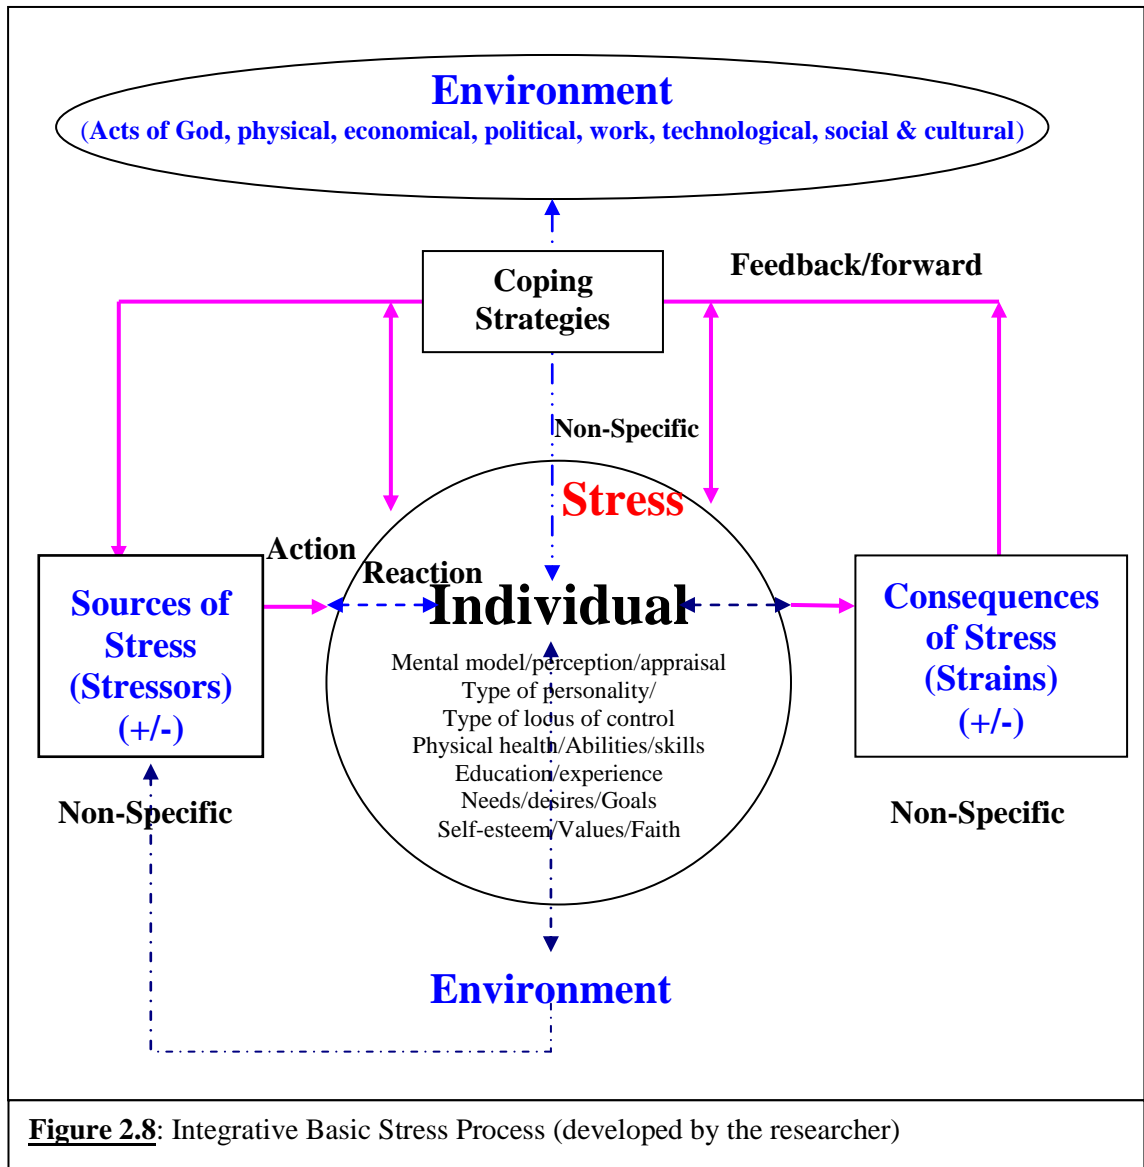 Environment
(Acts of God, physical, economical, political, work, technological, social & cultural)
Coping
Strategies
Feedback/forward
Non-Specific
Stress
Action
Reaction
Sources of
Stress
(Stressors)
(+/-)
Individual
Mental model/perception/appraisal
Type of personality/
Type of locus of control
Physical health/Abilities/skills
Education/experience
Needs/desires/Goals
Self-esteem/Values/Faith
Consequences
of Stress
(Strains)
(+/-)
Non-Specific
Non-Specific
Environment
Figure 2.8: Integrative Basic Stress Process (developed by the researcher)